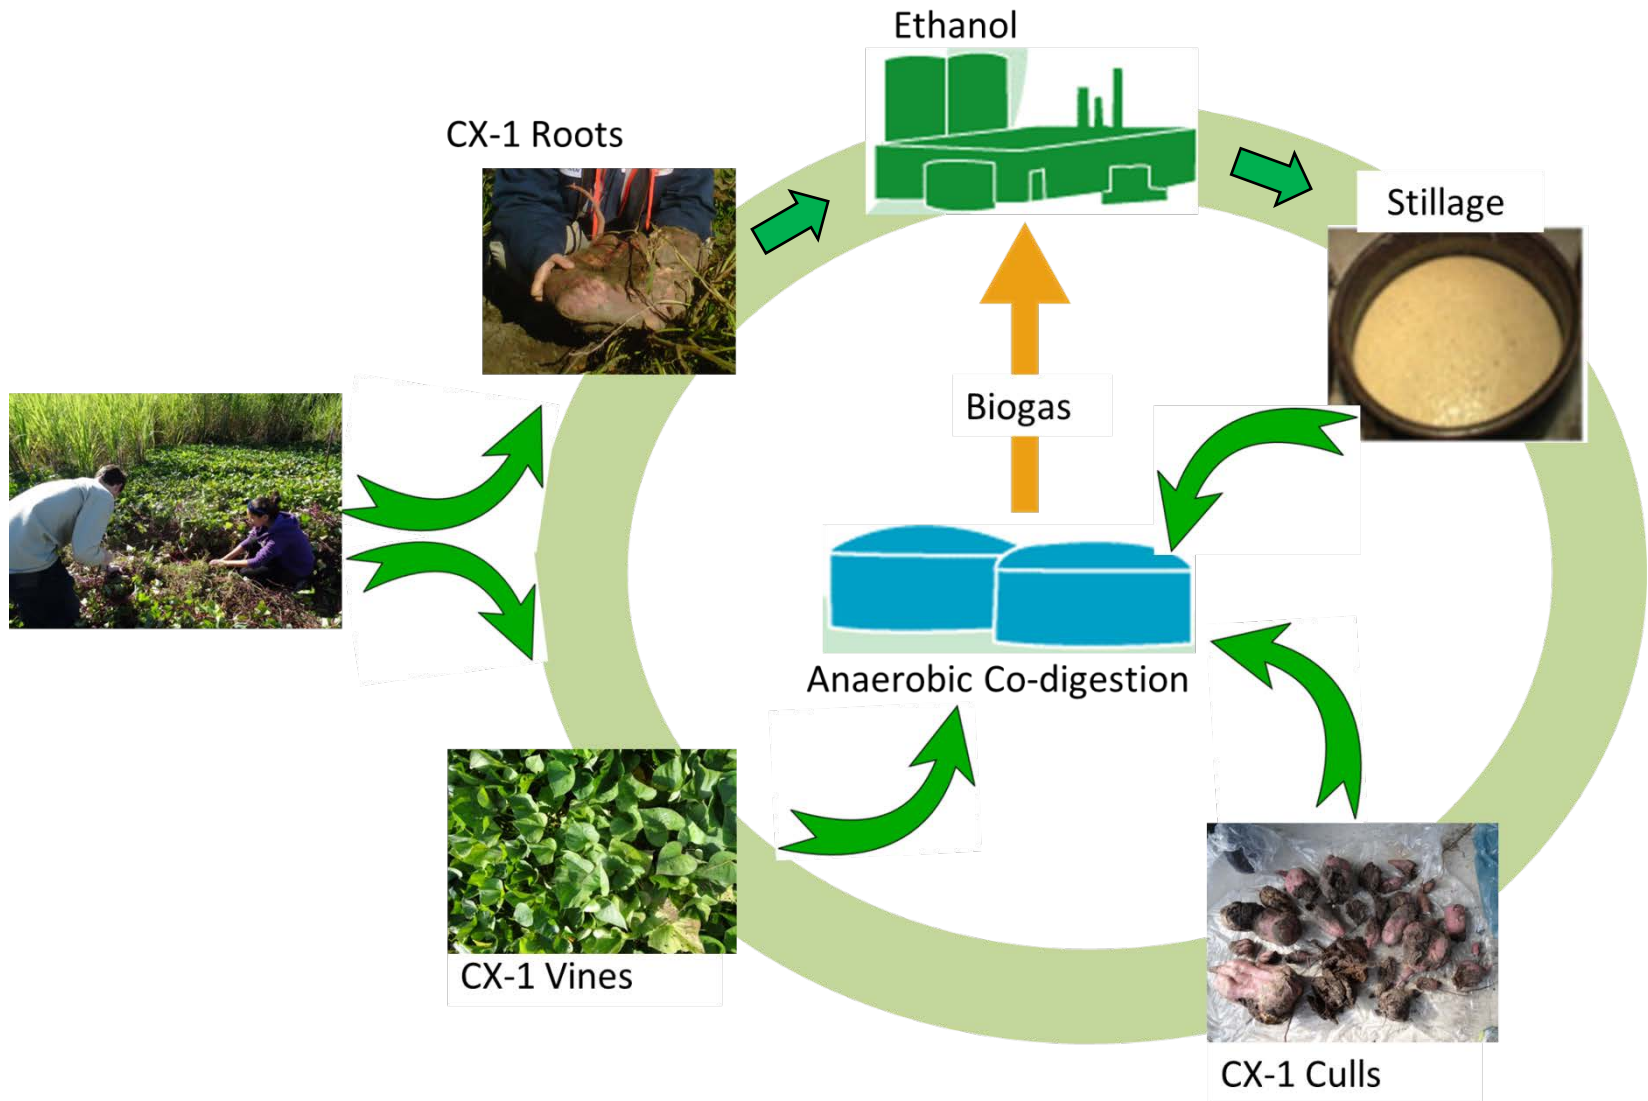 Ethanol
CX-1 Roots
Stillage
Biogas
Anaerobic Co-digestion
CX-1 Vines
CX-1 Culls